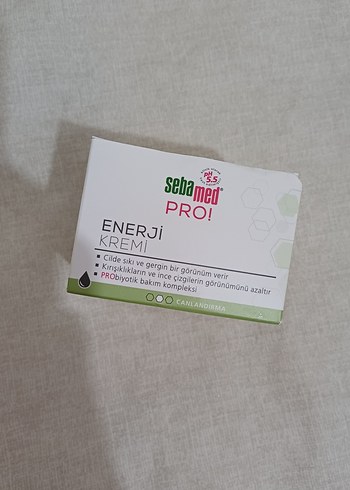 pH
5.5
sebamed®
PRO!
ENERJİ
KREMİ
• Cilde sıkı ve gergin bir görünüm verir
• Kırışıklıkların ve ince çizgilerin görünümünü azaltır
• PRObiyotik bakım kompleksi
CANLANDIRMA